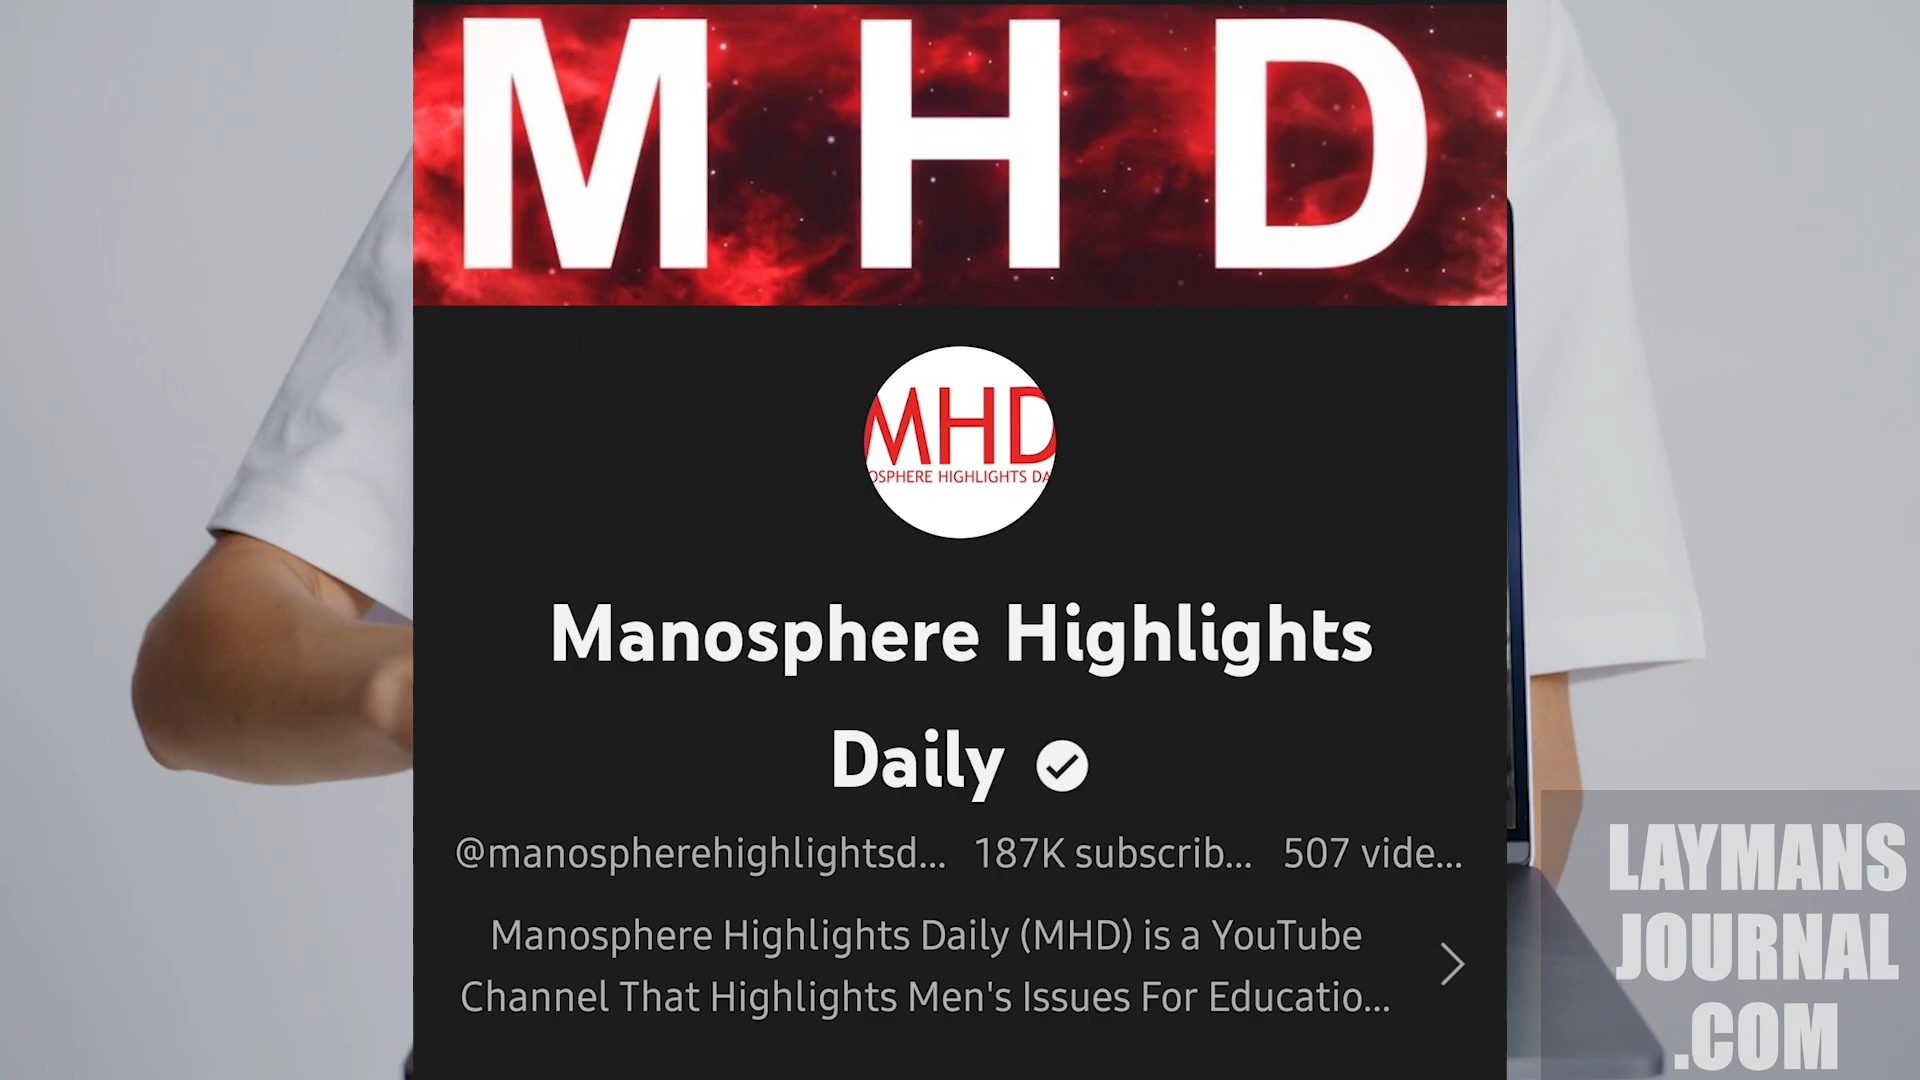 M H D
MHD
OSPHERE HIGHLIGHTS DA
Manosphere Highlights
Daily
@manospherehighlightsd... 187K subscrib... 507 vide...
Manosphere Highlights Daily (MHD) is a YouTube
Channel That Highlights Men's Issues For Educatio...
LAYMANS
JOURNAL
.COM